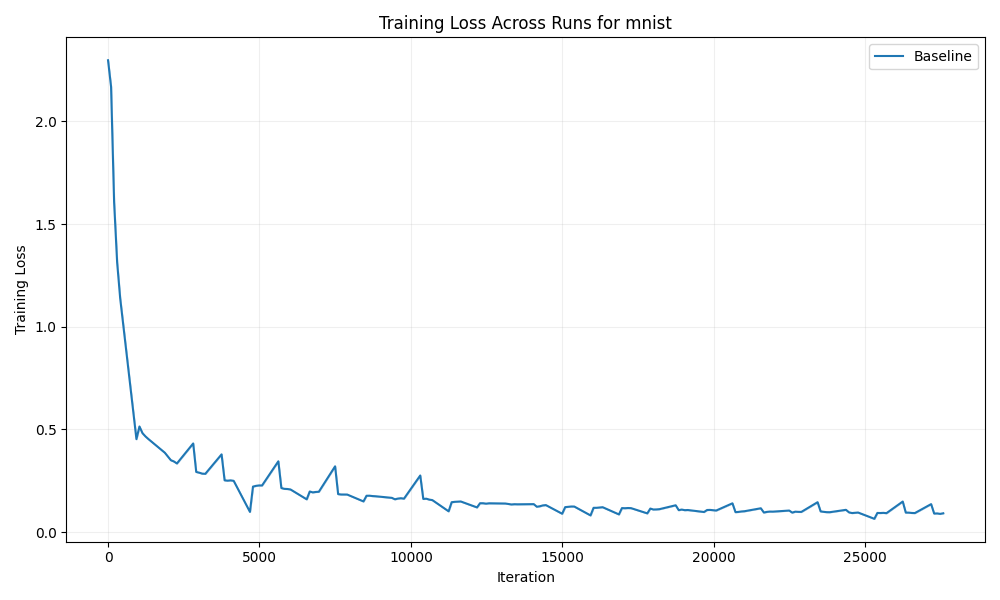 Training Loss Across Runs for mnist
Baseline
Training Loss
2.0
1.5
1.0
0.5
0.0
0 5000 10000 15000 20000 25000
Iteration